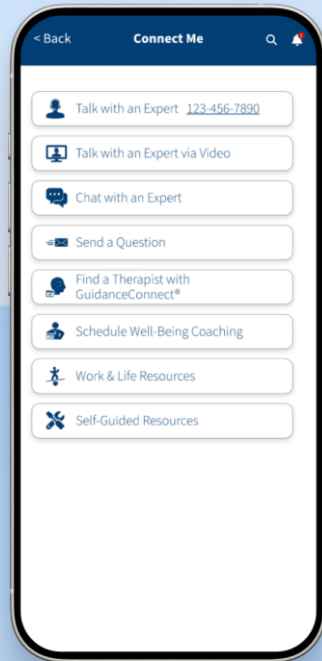 < Back Connect Me
Talk with an Expert 123-456-7890
Talk with an Expert via Video
Chat with an Expert
Send a Question
Find a Therapist with
GuidanceConnect®
Schedule Well-Being Coaching
Work & Life Resources
Self-Guided Resources